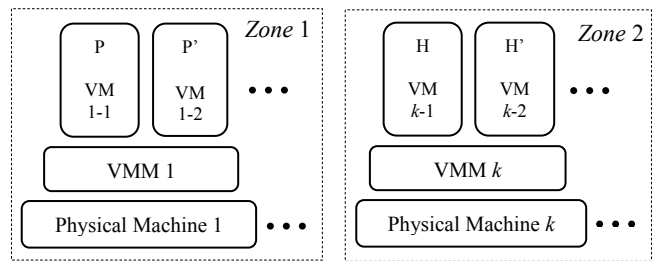 Zone 1
P
VM
1-1
P’
VM
1-2
• • •
VMM 1
Physical Machine 1
• • •
Zone 2
H
VM
k-1
H’
VM
k-2
• • •
VMM k
Physical Machine k
• • •